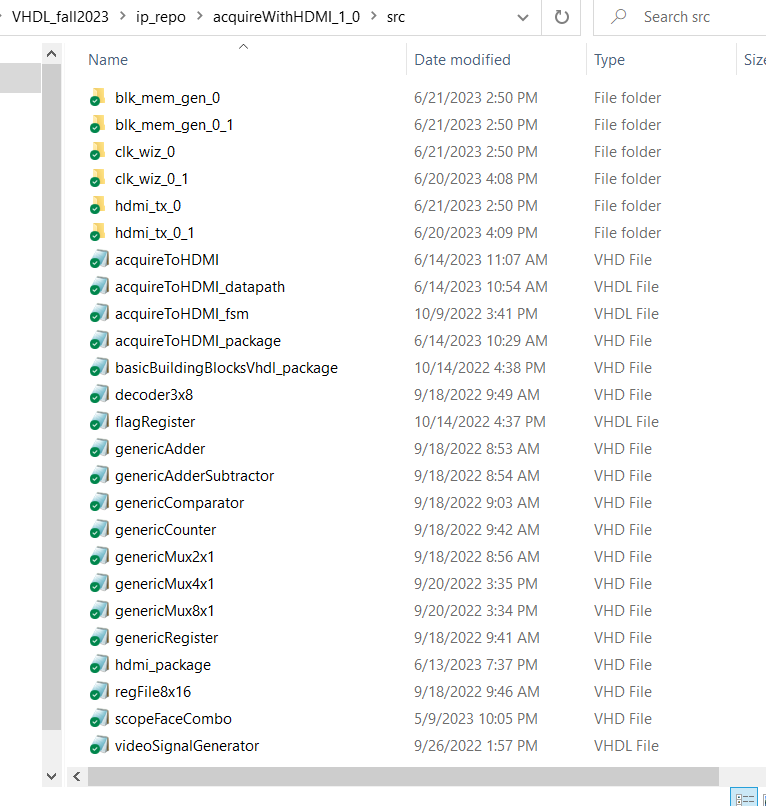 VHDL_fall2023 > ip_repo > acquireWithHDMI_1_0 > src Search src
Name Date modified Type Size
blk_mem_gen_0 6/21/2023 2:50 PM File folder
blk_mem_gen_0_1 6/21/2023 2:50 PM File folder
clk_wiz_0 6/21/2023 2:50 PM File folder
clk_wiz_0_1 6/20/2023 4:08 PM File folder
hdmi_tx_0 6/21/2023 2:50 PM File folder
hdmi_tx_0_1 6/20/2023 4:09 PM File folder
acquireToHDMI 6/14/2023 11:07 AM VHD File
acquireToHDMI_datapath 6/14/2023 10:54 AM VHDL File
acquireToHDMI_fsm 10/9/2022 3:41 PM VHDL File
acquireToHDMI_package 6/14/2023 10:29 AM VHD File
basicBuildingBlocksVhdl_package 10/14/2022 4:38 PM VHD File
decoder3x8 9/18/2022 9:49 AM VHD File
flagRegister 10/14/2022 4:37 PM VHDL File
genericAdder 9/18/2022 8:53 AM VHD File
genericAdderSubtractor 9/18/2022 8:54 AM VHD File
genericComparator 9/18/2022 9:03 AM VHD File
genericCounter 9/18/2022 9:42 AM VHD File
genericMux2x1 9/18/2022 8:56 AM VHD File
genericMux4x1 9/20/2022 3:35 PM VHD File
genericMux8x1 9/20/2022 3:34 PM VHD File
genericRegister 9/18/2022 9:41 AM VHD File
hdmi_package 6/13/2023 7:37 PM VHD File
regFile8x16 9/18/2022 9:46 AM VHD File
scopeFaceCombo 5/9/2023 10:05 PM VHD File
videoSignalGenerator 9/26/2022 1:57 PM VHDL File